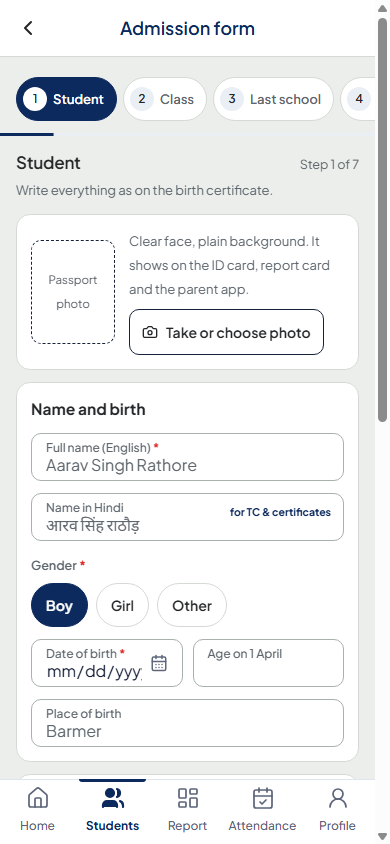 Admission form
1 Student
2 Class
3 Last school
4
Student
Step 1 of 7
Write everything as on the birth certificate.
Passport
photo
Clear face, plain background. It
shows on the ID card, report card
and the parent app.
Take or choose photo
Name and birth
Full name (English) *
Aarav Singh Rathore
Name in Hindi
for TC & certificates
आरव सिंह राठौड़
Gender *
Boy
Girl
Other
Date of birth *
mm/dd/yyy
Age on 1 April
Place of birth
Barmer
Home
Students
Report
Attendance
Profile